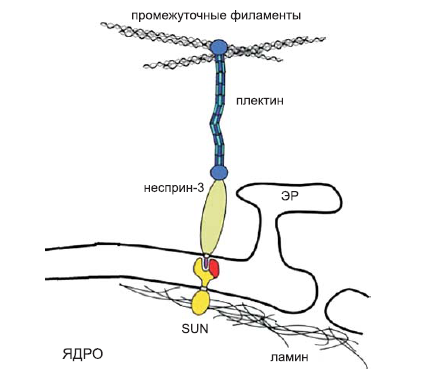 промежуточные филаменты
плектин
несприн-3
ЭР
SUN
ЯДРО
ламин